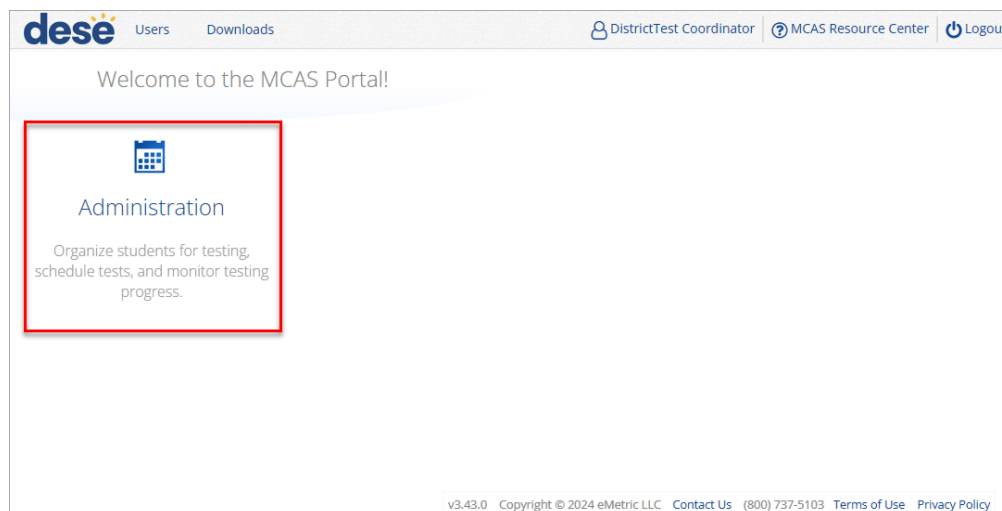 dese Users Downloads DistrictTest Coordinator MCAS Resource Center Logou
Welcome to the MCAS Portal!
Administration
Organize students for testing,
schedule tests, and monitor testing
progress.
v3.43.0 Copyright © 2024 eMetric LLC Contact Us (800) 737-5103 Terms of Use Privacy Policy